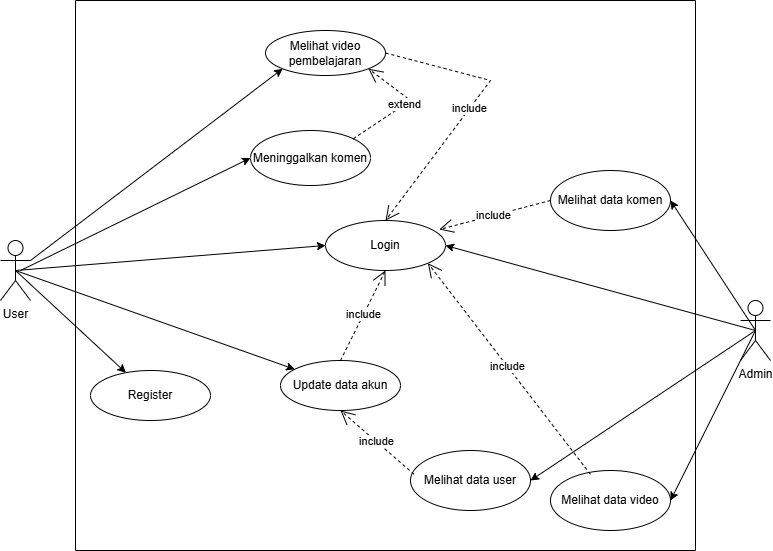 Melihat video
pembelajaran
extend
include
Meninggalkan komen
Melihat data komen
include
Login
User
include
include
Admin
Update data akun
Register
include
Melihat data user
Melihat data video